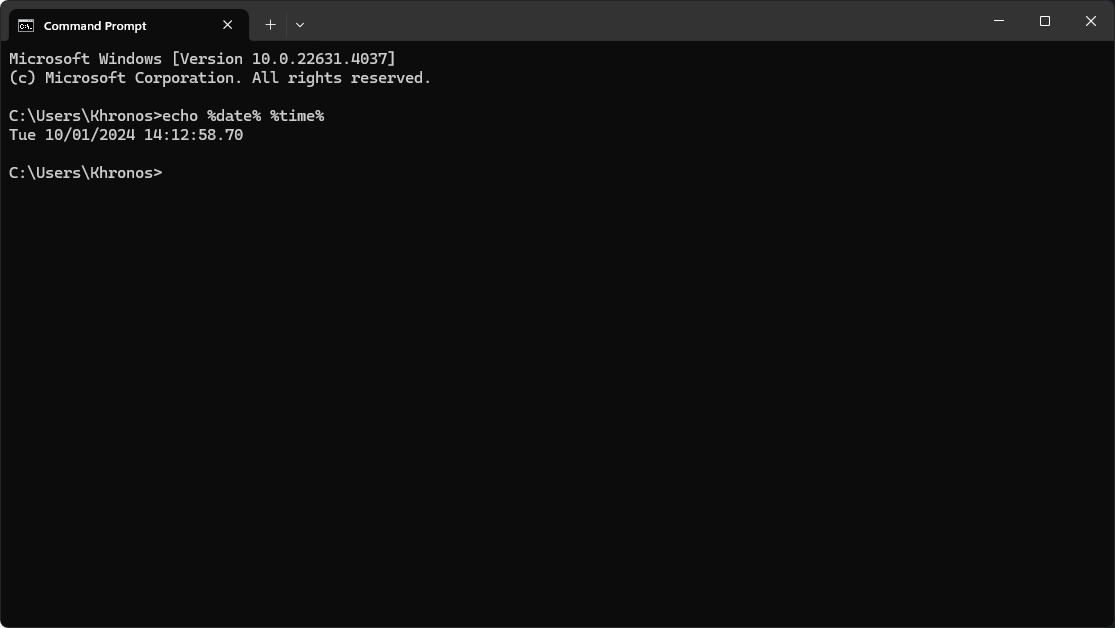 Command Prompt
Microsoft Windows [Version 10.0.22631.4037]
(c) Microsoft Corporation. All rights reserved.
C:\Users\Khronos>echo %date% %time%
Tue 10/01/2024 14:12:58.70
C:\Users\Khronos>